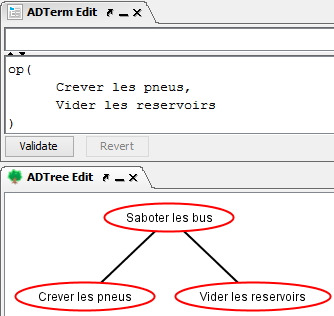 ADTerm Edit
op(
Crever les pneus,
Vider les reservoirs
)
Validate
Revert
ADTree Edit
Saboter les bus
Crever les pneus
Vider les reservoirs